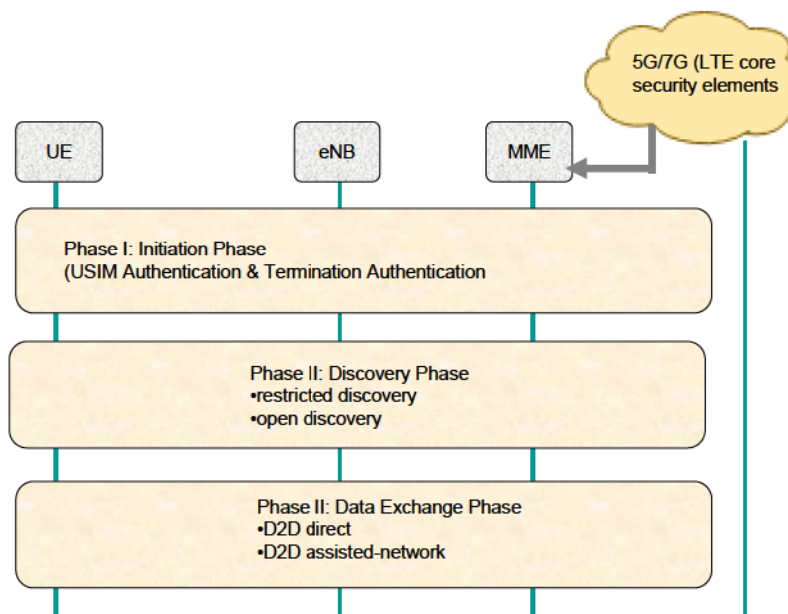 5G/7G (LTE core
security elements
UE
eNB
MME
Phase I: Initiation Phase
(USIM Authentication & Termination Authentication
Phase II: Discovery Phase
•restricted discovery
•open discovery
Phase II: Data Exchange Phase
•D2D direct
•D2D assisted-network